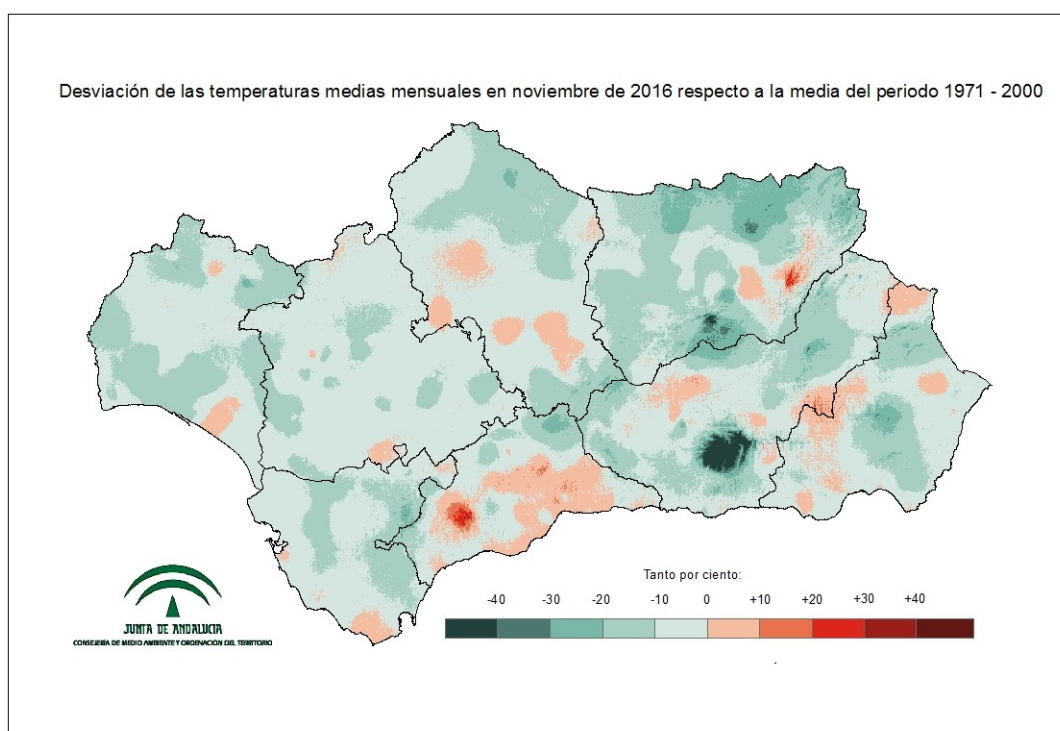 Desviación de las temperaturas medias mensuales en noviembre de 2016 respecto a la media del periodo 1971 - 2000
Tanto por ciento:
-40 -30 -20 -10 0 +10 +20 +30 +40
JUNTA DE ANDALUCIA
CONSEJERÍA DE MEDIO AMBIENTE Y ORDENACIÓN DEL TERRITORIO